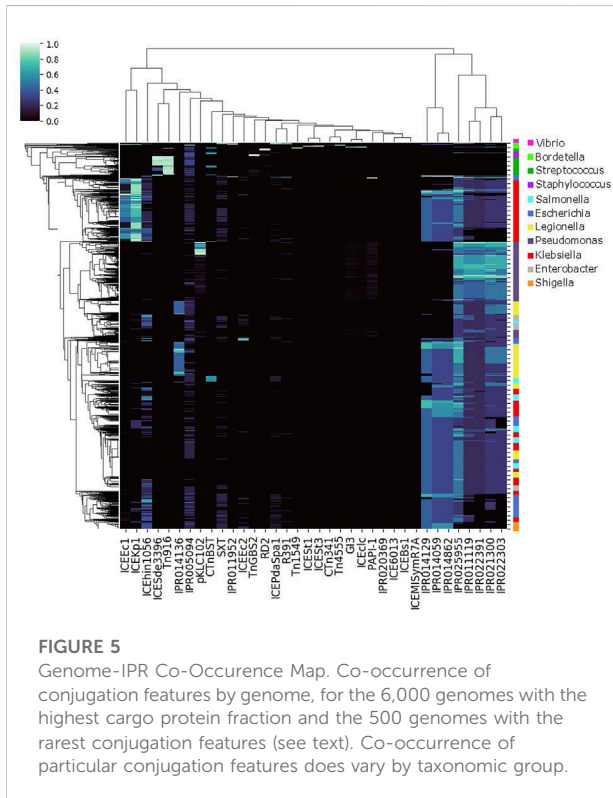 1.0
0.8
0.6
0.4
0.2
0.0
Vibrio
Bordetella
Streptococcus
Staphylococcus
Salmonella
Escherichia
Legionella
Pseudomonas
Klebsiella
Enterobacter
Shigella
ICEEc1
ICEKp1
ICEhin1056
ICESde3396
Tn916
IPR014136
IPR005094
pKLC102
CTnBST
SXT
IPR011952
ICEEc2
TnGBS2
RD2
ICEPdaSpa1
R391
Tn1549
ICESt1
ICESt3
CTn341
Tn4555
GI3
ICEclc
PAPI-1
IPR020369
ICE6013
ICEBs1
ICEMlSymR7A
IPR014129
IPR014059
IPR014862
IPR025955
IPR011119
IPR022391
IPR021300
IPR022303
FIGURE 5
Genome-IPR Co-Occurence Map. Co-occurrence of
conjugation features by genome, for the 6,000 genomes with the
highest cargo protein fraction and the 500 genomes with the
rarest conjugation features (see text). Co-occurrence of
particular conjugation features does vary by taxonomic group.